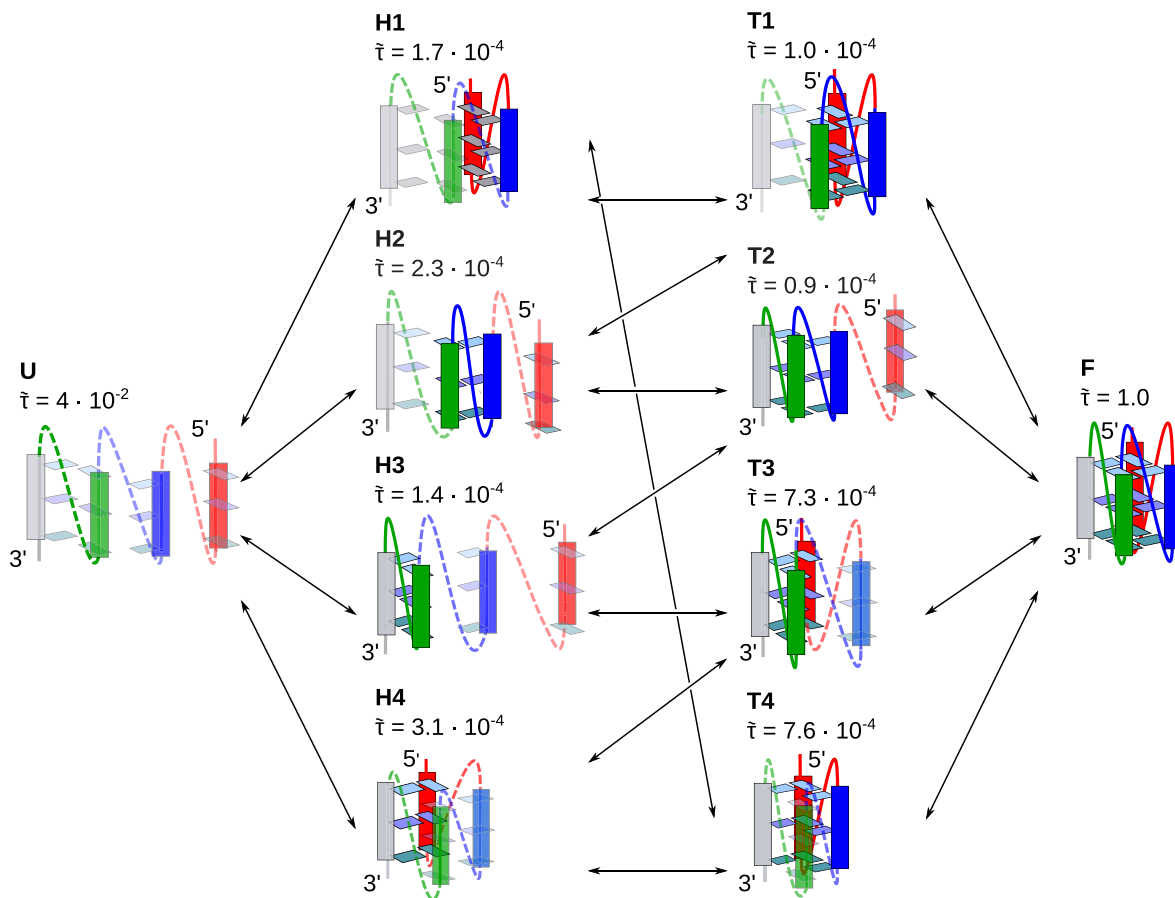 H1
τ̃ = 1.7 · 10⁻⁴
5'
3'
T1
τ̃ = 1.0 · 10⁻⁴
5'
3'
H2
τ̃ = 2.3 · 10⁻⁴
5'
3'
T2
τ̃ = 0.9 · 10⁻⁴
5'
3'
U
τ̃ = 4 · 10⁻²
5'
3'
F
τ̃ = 1.0
5'
3'
H3
τ̃ = 1.4 · 10⁻⁴
5'
3'
T3
τ̃ = 7.3 · 10⁻⁴
5'
3'
H4
τ̃ = 3.1 · 10⁻⁴
5'
3'
T4
τ̃ = 7.6 · 10⁻⁴
5'
3'